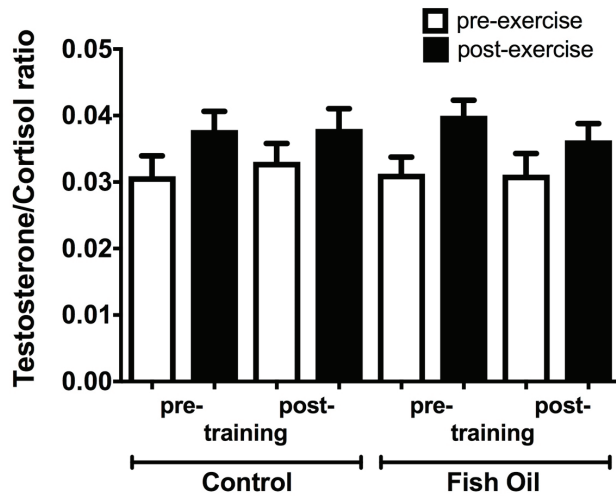 pre-exercise
post-exercise
Testosterone/Cortisol ratio
0.05
0.04
0.03
0.02
0.01
0.00
pre- post- pre- post-
training training
Control Fish Oil